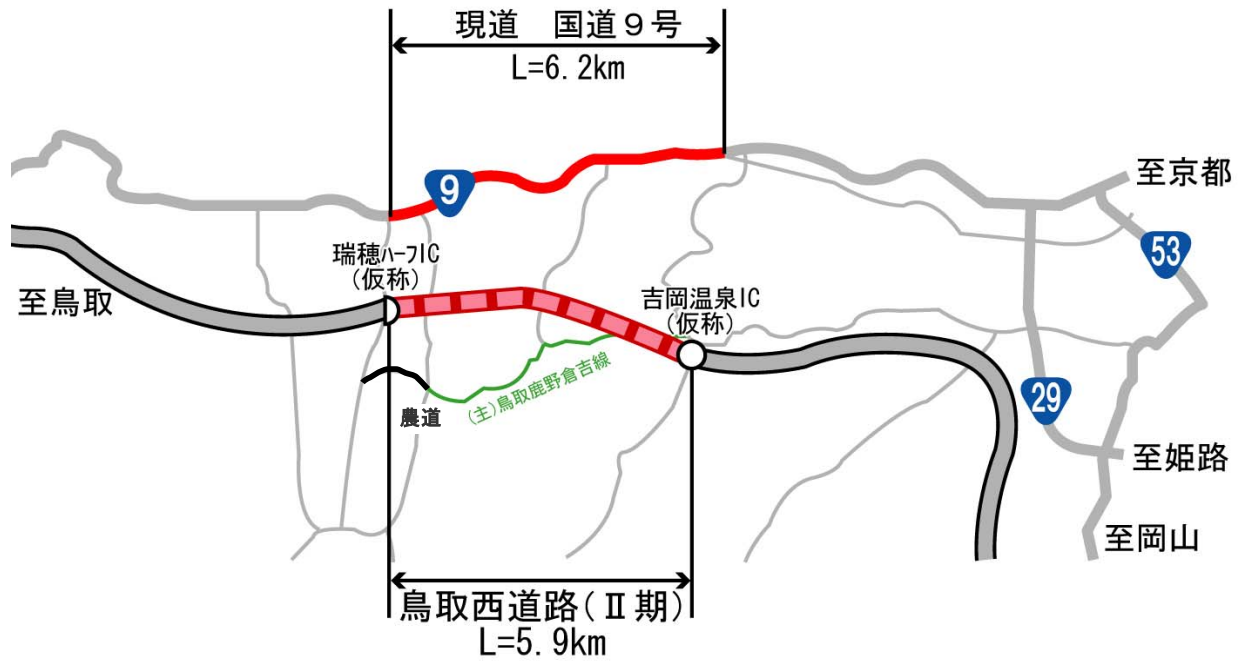 現道　国道９号
L=6.2km
9
至京都
53
瑞穂ハーフIC
(仮称)
至鳥取
吉岡温泉IC
(仮称)
(主)鳥取鹿野倉吉線
29
農道
至姫路
至岡山
鳥取西道路(Ⅱ期)
L=5.9km